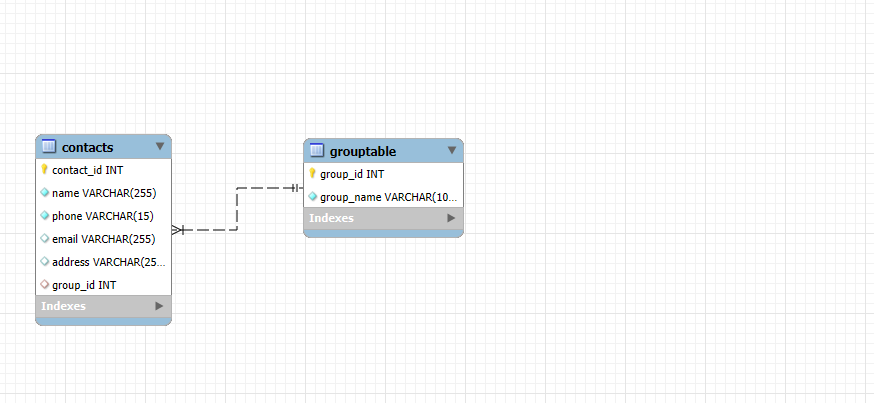 contacts
contact_id INT
name VARCHAR(255)
phone VARCHAR(15)
email VARCHAR(255)
address VARCHAR(25...
group_id INT
Indexes
grouptable
group_id INT
group_name VARCHAR(10...
Indexes